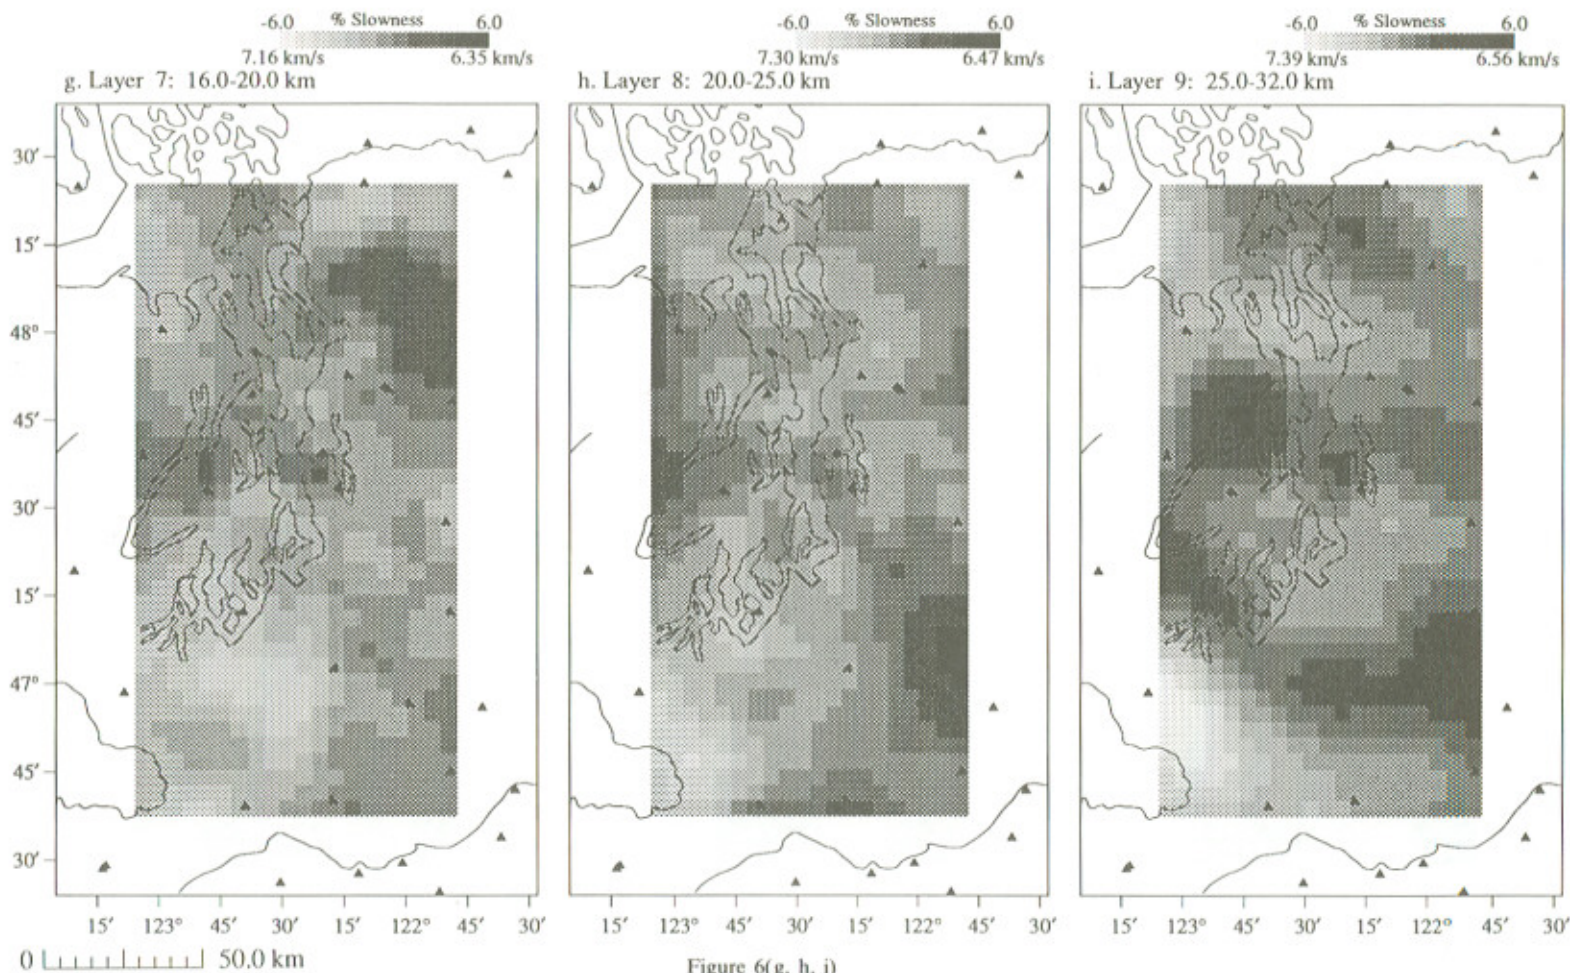 -6.0 % Slowness 6.0
7.16 km/s 6.35 km/s
g. Layer 7: 16.0-20.0 km
-6.0 % Slowness 6.0
7.30 km/s 6.47 km/s
h. Layer 8: 20.0-25.0 km
-6.0 % Slowness 6.0
7.39 km/s 6.56 km/s
i. Layer 9: 25.0-32.0 km
30'
15'
48°
45'
30'
15'
47°
45'
30'
15' 123° 45' 30' 15' 122° 45' 30'
15' 123° 45' 30' 15' 122° 45' 30'
15' 123° 45' 30' 15' 122° 45' 30'
0 50.0 km
Figure 6(g, h, i)